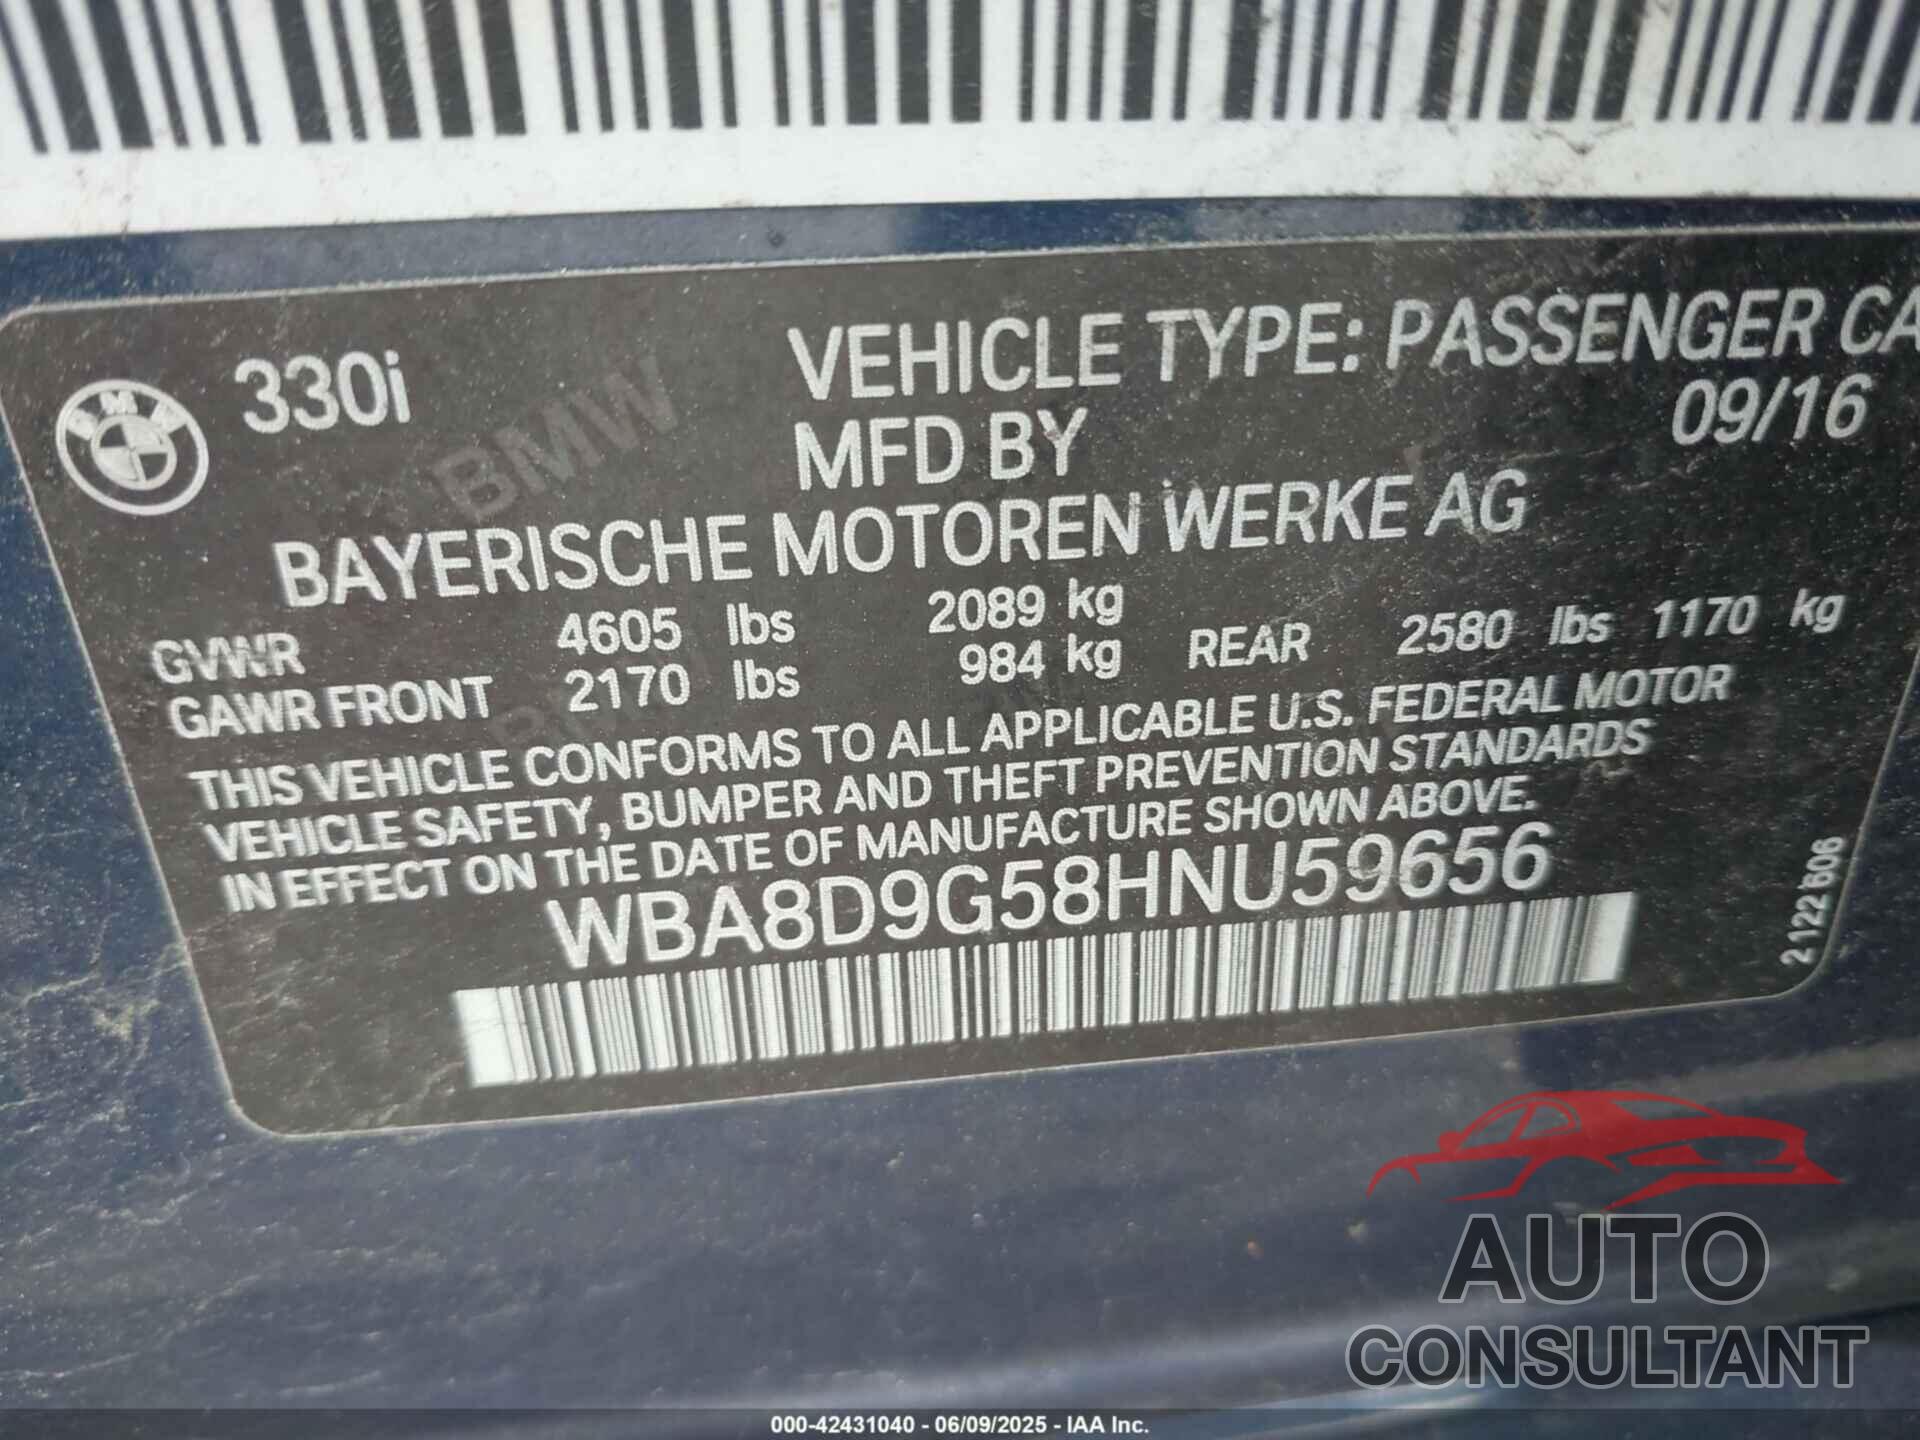 330i
VEHICLE TYPE: PASSENGER CA
MFD BY
09/16
BAYERISCHE MOTOREN WERKE AG
GVWR 4605 lbs 2089 kg
GAWR FRONT 2170 lbs 984 kg REAR 2580 lbs 1170 kg
THIS VEHICLE CONFORMS TO ALL APPLICABLE U.S. FEDERAL MOTOR
VEHICLE SAFETY, BUMPER AND THEFT PREVENTION STANDARDS
IN EFFECT ON THE DATE OF MANUFACTURE SHOWN ABOVE.
WBA8D9G58HNU59656
BMW
BMW
AUTO
CONSULTANT
000-42431040 - 06/09/2025 - IAA Inc.